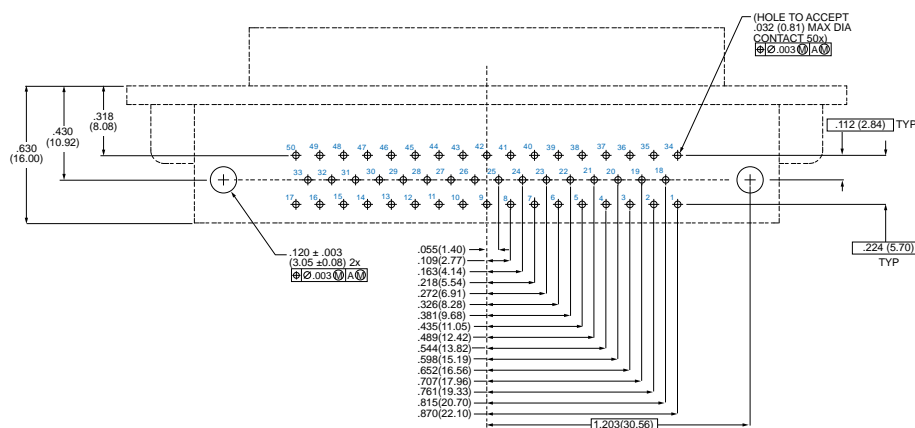 (HOLE TO ACCEPT
.032 (0.81) MAX DIA
CONTACT 50x)
⌖ Ø.003 Ⓜ A Ⓜ
.318
(8.08)
.430
(10.92)
.630
(16.00)
.112 (2.84) TYP
50 49 48 47 46 45 44 43 42 41 40 39 38 37 36 35 34
33 32 31 30 29 28 27 26 25 24 23 22 21 20 19 18
17 16 15 14 13 12 11 10 9 8 7 6 5 4 3 2 1
.224 (5.70)
TYP
.120 ± .003
(3.05 ±0.08) 2x
⌖ Ø.003 Ⓜ A Ⓜ
.055(1.40)
.109(2.77)
.163(4.14)
.218(5.54)
.272(6.91)
.326(8.28)
.381(9.68)
.435(11.05)
.489(12.42)
.544(13.82)
.598(15.19)
.652(16.56)
.707(17.96)
.761(19.33)
.815(20.70)
.870(22.10)
1.203(30.56)